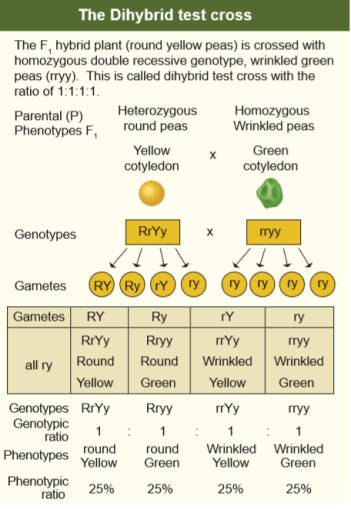 The Dihybrid test cross
The F1 hybrid plant (round yellow peas) is crossed with
homozygous double recessive genotype, wrinkled green
peas (rryy). This is called dihybrid test cross with the
ratio of 1:1:1:1.
Parental (P) Heterozygous Homozygous
Phenotypes F1 round peas Wrinkled peas
Yellow x Green
cotyledon cotyledon
Genotypes RrYy x rryy
Gametes RY Ry rY ry ry ry ry ry
Gametes RY Ry rY ry
all ry RrYy Rryy rrYy rryy
Round Round Wrinkled Wrinkled
Yellow Green Yellow Green
Genotypes RrYy Rryy rrYy rryy
Genotypic ratio 1 : 1 : 1 : 1
Phenotypes round round Wrinkled Wrinkled
Yellow Green Yellow Green
Phenotypic ratio 25% 25% 25% 25%